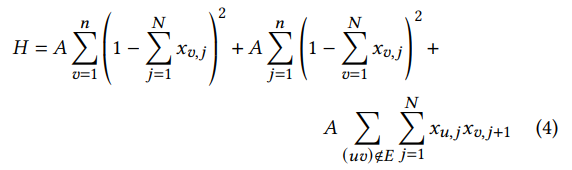 H = A \sum_{v=1}^{n} \left( 1 - \sum_{j=1}^{N} x_{v,j} \right)^2 + A \sum_{j=1}^{n} \left( 1 - \sum_{v=1}^{N} x_{v,j} \right)^2 +
A \sum_{(uv) \notin E} \sum_{j=1}^{N} x_{u,j} x_{v,j+1} (4)